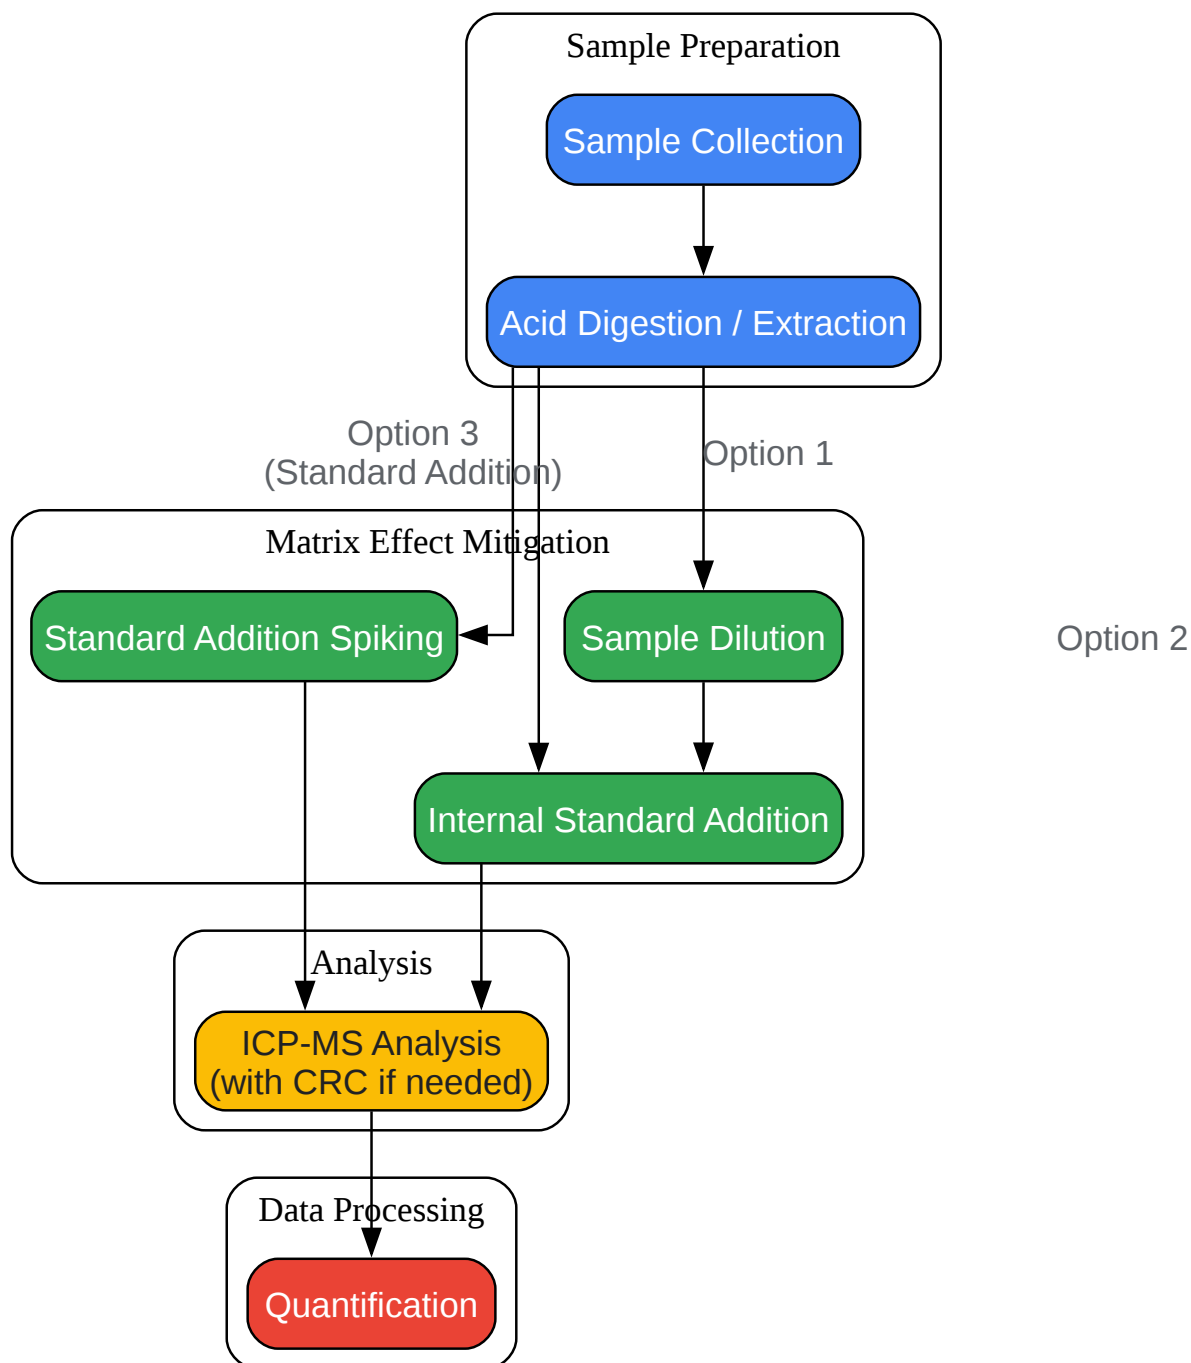 Sample Preparation
Sample Collection
Acid Digestion / Extraction
Option 3
(Standard Addition)
Option 1
Matrix Effect Mitigation
Standard Addition Spiking
Sample Dilution
Option 2
Internal Standard Addition
Analysis
ICP-MS Analysis
(with CRC if needed)
Data Processing
Quantification